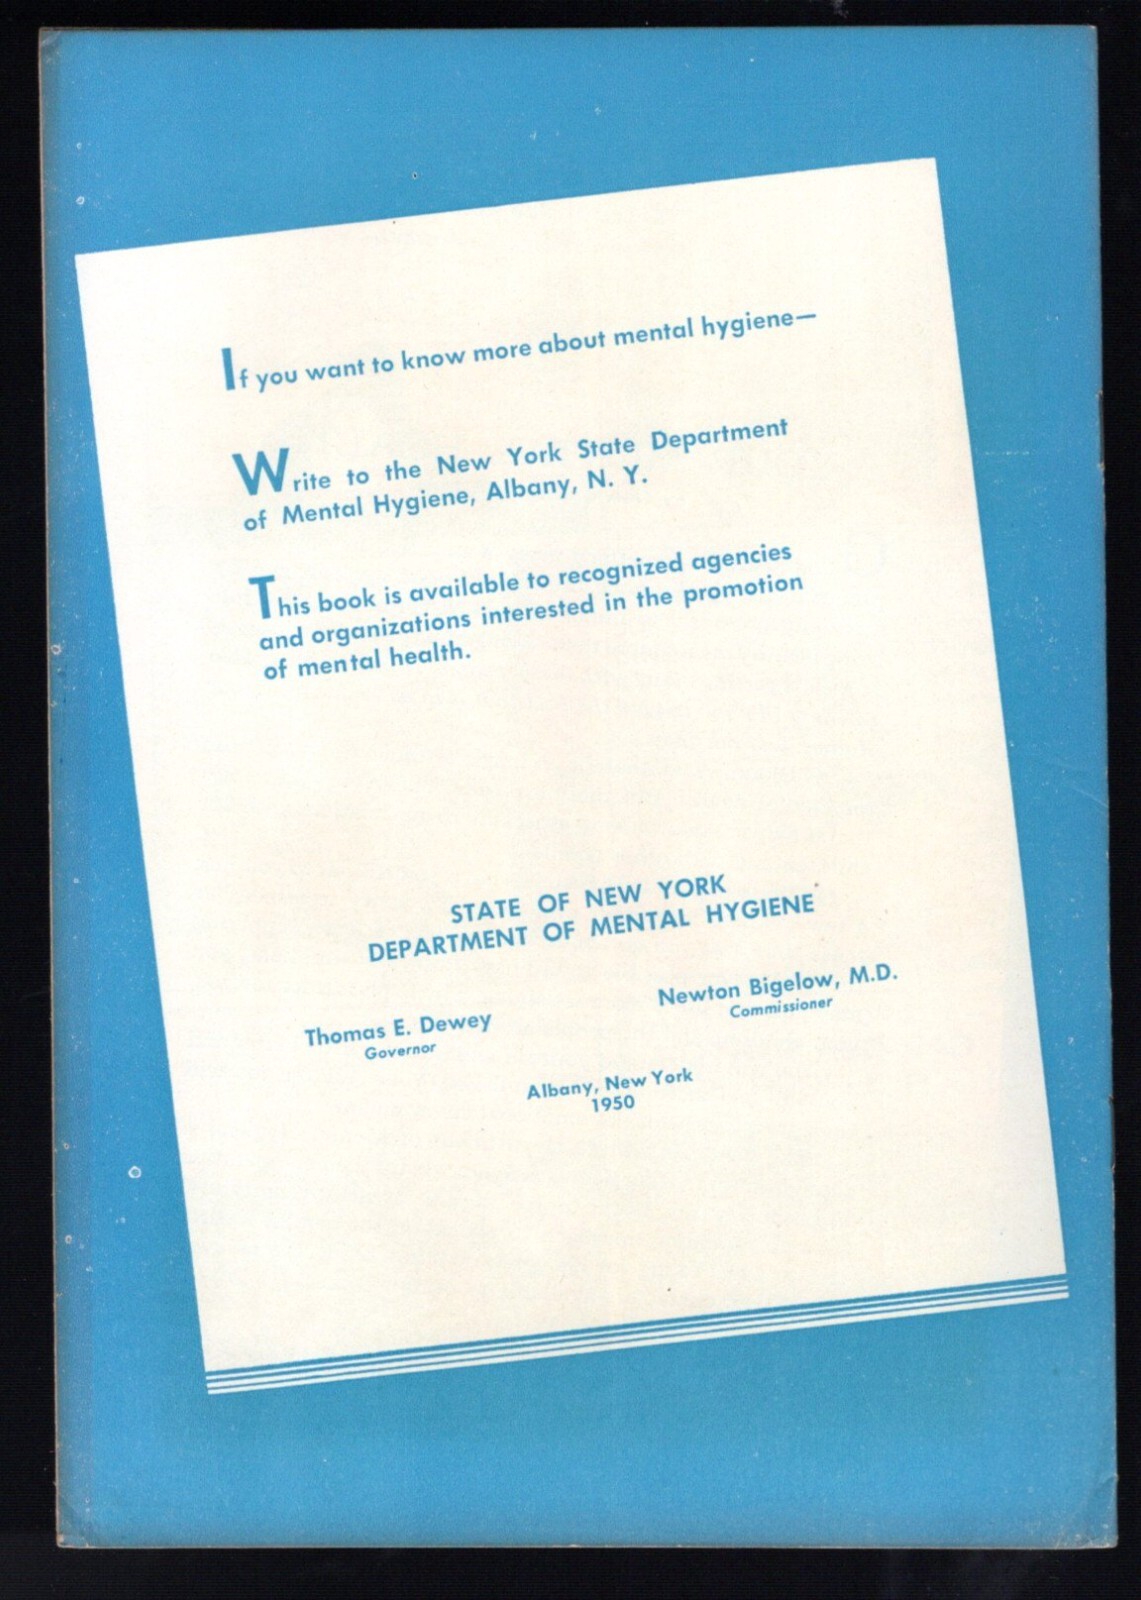 If you want to know more about mental hygiene—
Write to the New York State Department
of Mental Hygiene, Albany, N. Y.
This book is available to recognized agencies
and organizations interested in the promotion
of mental health.
STATE OF NEW YORK
DEPARTMENT OF MENTAL HYGIENE
Thomas E. Dewey
Governor
Newton Bigelow, M.D.
Commissioner
Albany, New York
1950